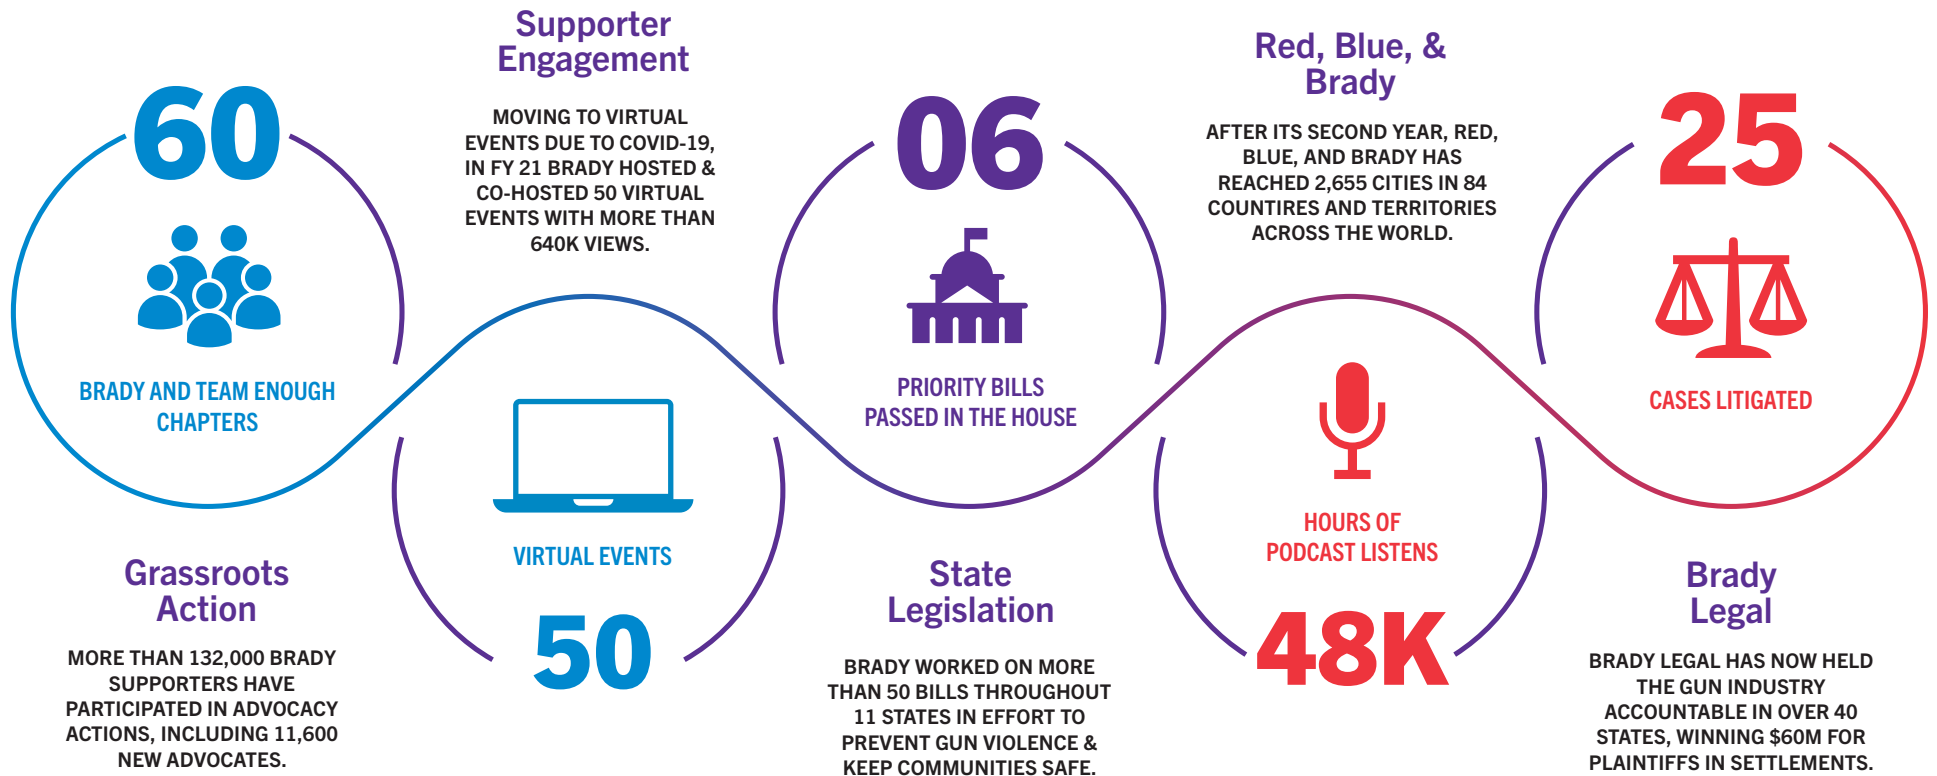 60
BRADY AND TEAM ENOUGH
CHAPTERS
Grassroots
Action
MORE THAN 132,000 BRADY
SUPPORTERS HAVE
PARTICIPATED IN ADVOCACY
ACTIONS, INCLUDING 11,600
NEW ADVOCATES.
Supporter
Engagement
MOVING TO VIRTUAL
EVENTS DUE TO COVID-19,
IN FY 21 BRADY HOSTED &
CO-HOSTED 50 VIRTUAL
EVENTS WITH MORE THAN
640K VIEWS.
VIRTUAL EVENTS
50
06
PRIORITY BILLS
PASSED IN THE HOUSE
State
Legislation
BRADY WORKED ON MORE
THAN 50 BILLS THROUGHOUT
11 STATES IN EFFORT TO
PREVENT GUN VIOLENCE &
KEEP COMMUNITIES SAFE.
Red, Blue, &
Brady
AFTER ITS SECOND YEAR, RED,
BLUE, AND BRADY HAS
REACHED 2,655 CITIES IN 84
COUNTIRES AND TERRITORIES
ACROSS THE WORLD.
HOURS OF
PODCAST LISTENS
48K
25
CASES LITIGATED
Brady
Legal
BRADY LEGAL HAS NOW HELD
THE GUN INDUSTRY
ACCOUNTABLE IN OVER 40
STATES, WINNING $60M FOR
PLAINTIFFS IN SETTLEMENTS.